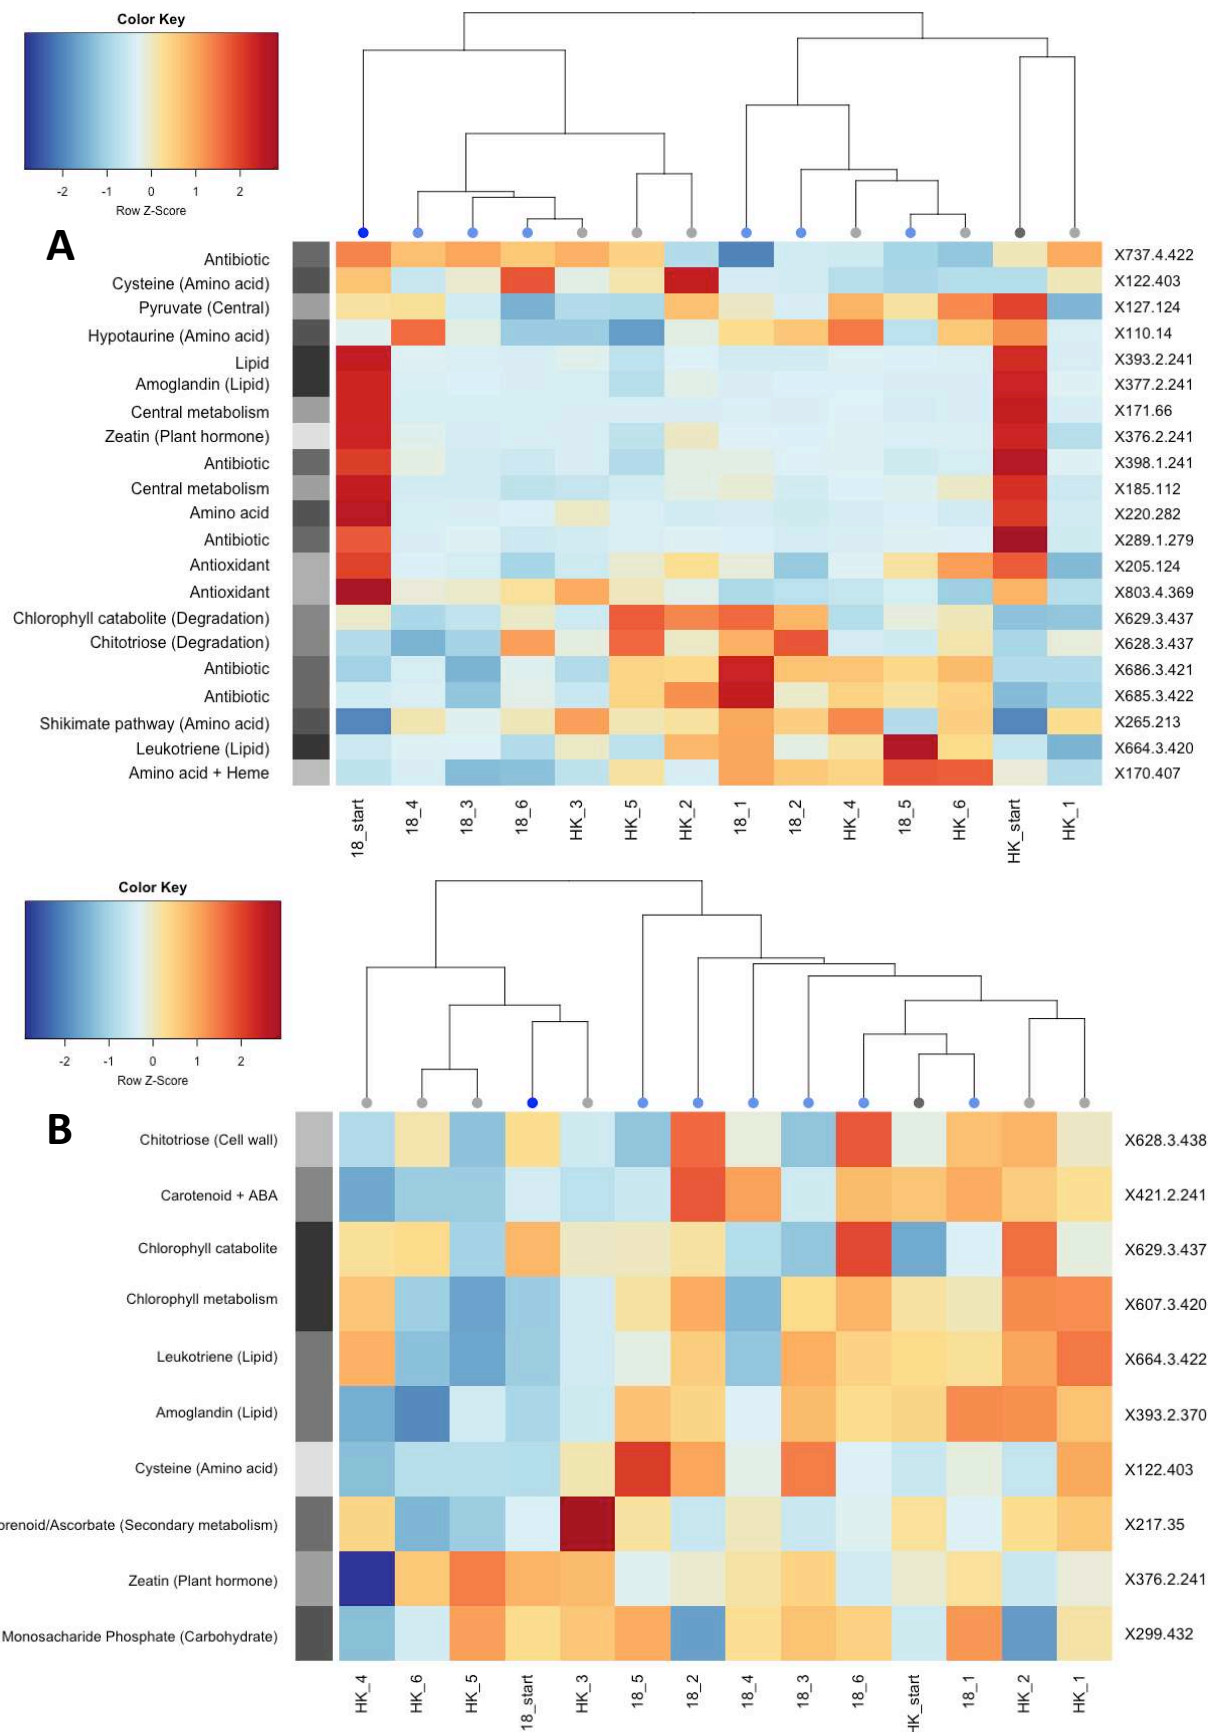 Color Key
-2 -1 0 1 2
Row Z-Score
A
Antibiotic X737.4.422
Cysteine (Amino acid) X122.403
Pyruvate (Central) X127.124
Hypotaurine (Amino acid) X110.14
Lipid X393.2.241
Amoglandin (Lipid) X377.2.241
Central metabolism X171.66
Zeatin (Plant hormone) X376.2.241
Antibiotic X398.1.241
Central metabolism X185.112
Amino acid X220.282
Antibiotic X289.1.279
Antioxidant X205.124
Antioxidant X803.4.369
Chlorophyll catabolite (Degradation) X629.3.437
Chitotriose (Degradation) X628.3.437
Antibiotic X686.3.421
Antibiotic X685.3.422
Shikimate pathway (Amino acid) X265.213
Leukotriene (Lipid) X664.3.420
Amino acid + Heme X170.407
18_start 18_4 18_3 18_6 HK_3 HK_5 HK_2 18_1 18_2 HK_4 18_5 HK_6 HK_start HK_1
Color Key
-2 -1 0 1 2
Row Z-Score
B
Chitotriose (Cell wall) X628.3.438
Carotenoid + ABA X421.2.241
Chlorophyll catabolite X629.3.437
Chlorophyll metabolism X607.3.420
Leukotriene (Lipid) X664.3.422
Amoglandin (Lipid) X393.2.370
Cysteine (Amino acid) X122.403
orenoid/Ascorbate (Secondary metabolism) X217.35
Zeatin (Plant hormone) X376.2.241
Monosacharide Phosphate (Carbohydrate) X299.432
HK_4 HK_6 HK_5 18_start HK_3 18_5 18_2 18_4 18_3 18_6 HK_start 18_1 HK_2 HK_1